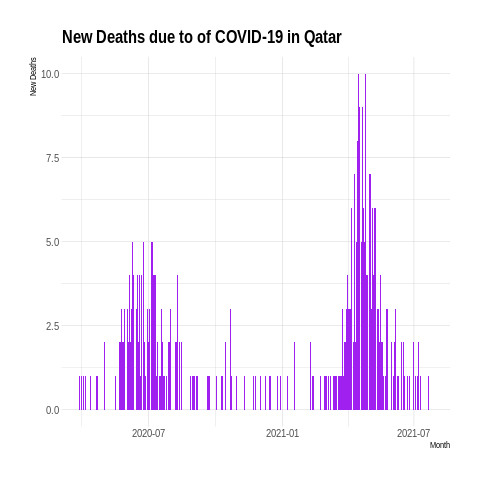 New Deaths due to of COVID-19 in Qatar
New Deaths
10.0
7.5
5.0
2.5
0.0
2020-07
2021-01
2021-07
Month